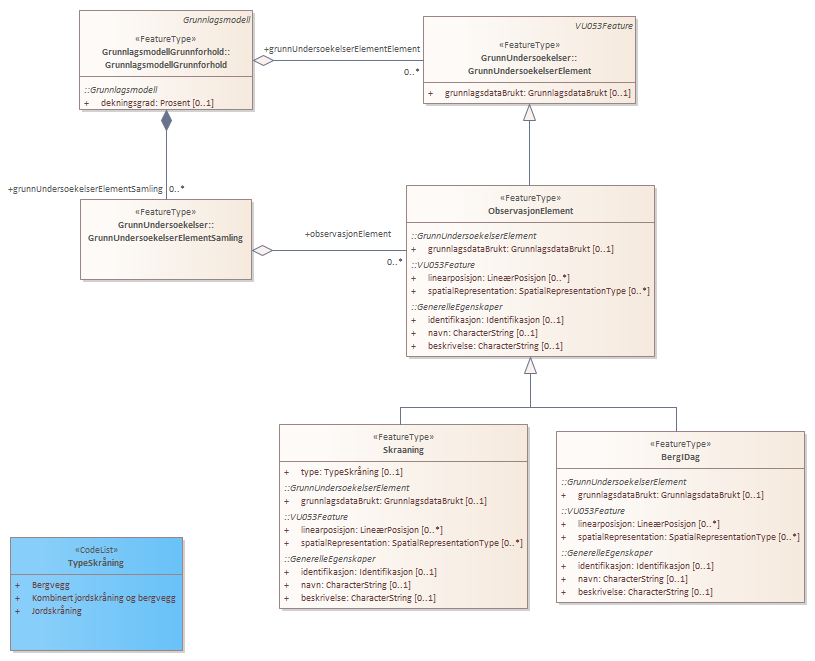 Grunnlagsmodell
«FeatureType»
GrunnlagsmodellGrunnforhold::
GrunnlagsmodellGrunnforhold
::Grunnlagsmodell
+ dekningsgrad: Prosent [0..1]
+grunnUndersoekelserElementElement
0..*
VU053Feature
«FeatureType»
GrunnUndersoekelser::
GrunnUndersoekelserElement
+ grunnlagsdataBrukt: GrunnlagsdataBrukt [0..1]
+grunnUndersoekelserElementSamling
0..*
«FeatureType»
GrunnUndersoekelser::
GrunnUndersoekelserElementSamling
+observasjonElement
0..*
«FeatureType»
ObservasjonElement
::GrunnUndersoekelserElement
+ grunnlagsdataBrukt: GrunnlagsdataBrukt [0..1]
::VU053Feature
+ linearposisjon: LineærPosisjon [0..*]
+ spatialRepresentation: SpatialRepresentationType [0..*]
::GenerelleEgenskaper
+ identifikasjon: Identifikasjon [0..1]
+ navn: CharacterString [0..1]
+ beskrivelse: CharacterString [0..1]
«FeatureType»
Skraaning
+ type: TypeSkråning [0..1]
::GrunnUndersoekelserElement
+ grunnlagsdataBrukt: GrunnlagsdataBrukt [0..1]
::VU053Feature
+ linearposisjon: LineærPosisjon [0..*]
+ spatialRepresentation: SpatialRepresentationType [0..*]
::GenerelleEgenskaper
+ identifikasjon: Identifikasjon [0..1]
+ navn: CharacterString [0..1]
+ beskrivelse: CharacterString [0..1]
«FeatureType»
BergIDag
::GrunnUndersoekelserElement
+ grunnlagsdataBrukt: GrunnlagsdataBrukt [0..1]
::VU053Feature
+ linearposisjon: LineærPosisjon [0..*]
+ spatialRepresentation: SpatialRepresentationType [0..*]
::GenerelleEgenskaper
+ identifikasjon: Identifikasjon [0..1]
+ navn: CharacterString [0..1]
+ beskrivelse: CharacterString [0..1]
«CodeList»
TypeSkråning
+ Bergvegg
+ Kombinert jordskråning og bergvegg
+ Jordskråning